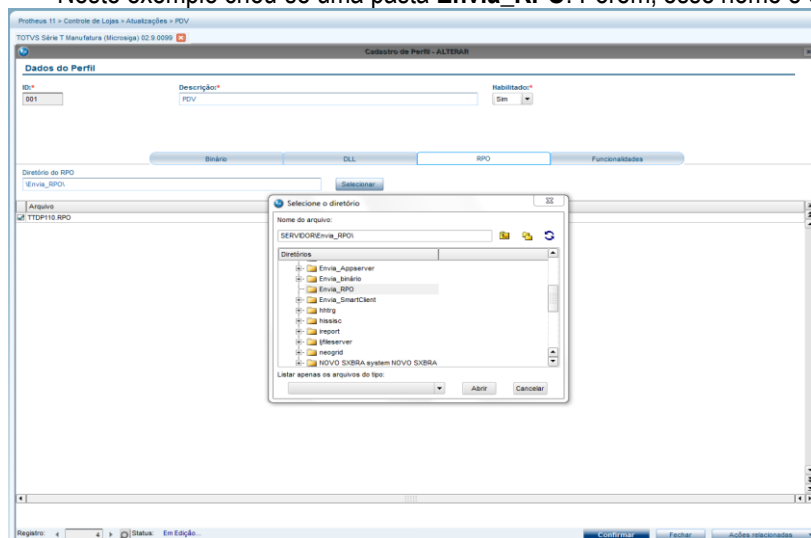 Neste exemplo criou-se uma pasta Envia_RPO. Porém, esse nome é
Protheus 11 > Controle de Lojas > Atualizações > PDV
TOTVS Série T Manufatura (Microsiga) 02.9.0099
Cadastro de Perfil - ALTERAR
Dados do Perfil
ID:* Descrição:* Habilitado:*
001 PDV Sim
Binário DLL RPO Funcionalidades
Diretório do RPO
\Envia_RPO\ Selecionar
Arquivo
TTDP110.RPO
Selecione o diretório
Nome do arquivo:
SERVIDOR\Envia_RPO\
Diretórios
Envia_Appserver
Envia_binário
Envia_RPO
Envia_SmartClient
hhtrg
hissisc
ireport
ljfileserver
neogrid
NOVO SXBRA system NOVO SXBRA
Listar apenas os arquivos do tipo:
Abrir Cancelar
Registro: 4 Status: Em Edição... Confirmar Fechar Ações relacionadas